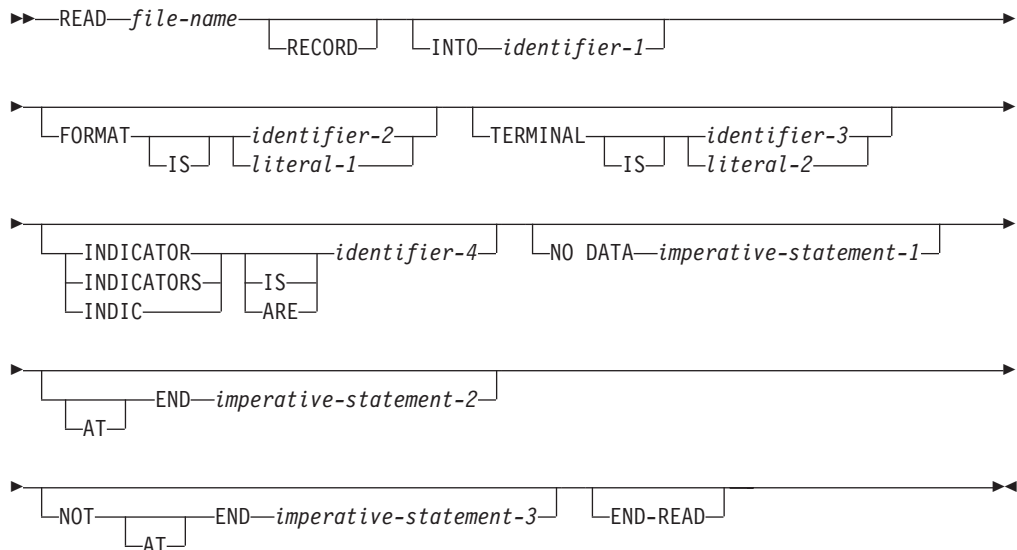 READ file-name
RECORD INTO identifier-1
FORMAT identifier-2 TERMINAL identifier-3
IS literal-1 IS literal-2
INDICATOR identifier-4 NO DATA imperative-statement-1
INDICATORS IS
INDIC ARE
END imperative-statement-2
AT
NOT END imperative-statement-3 END-READ
AT